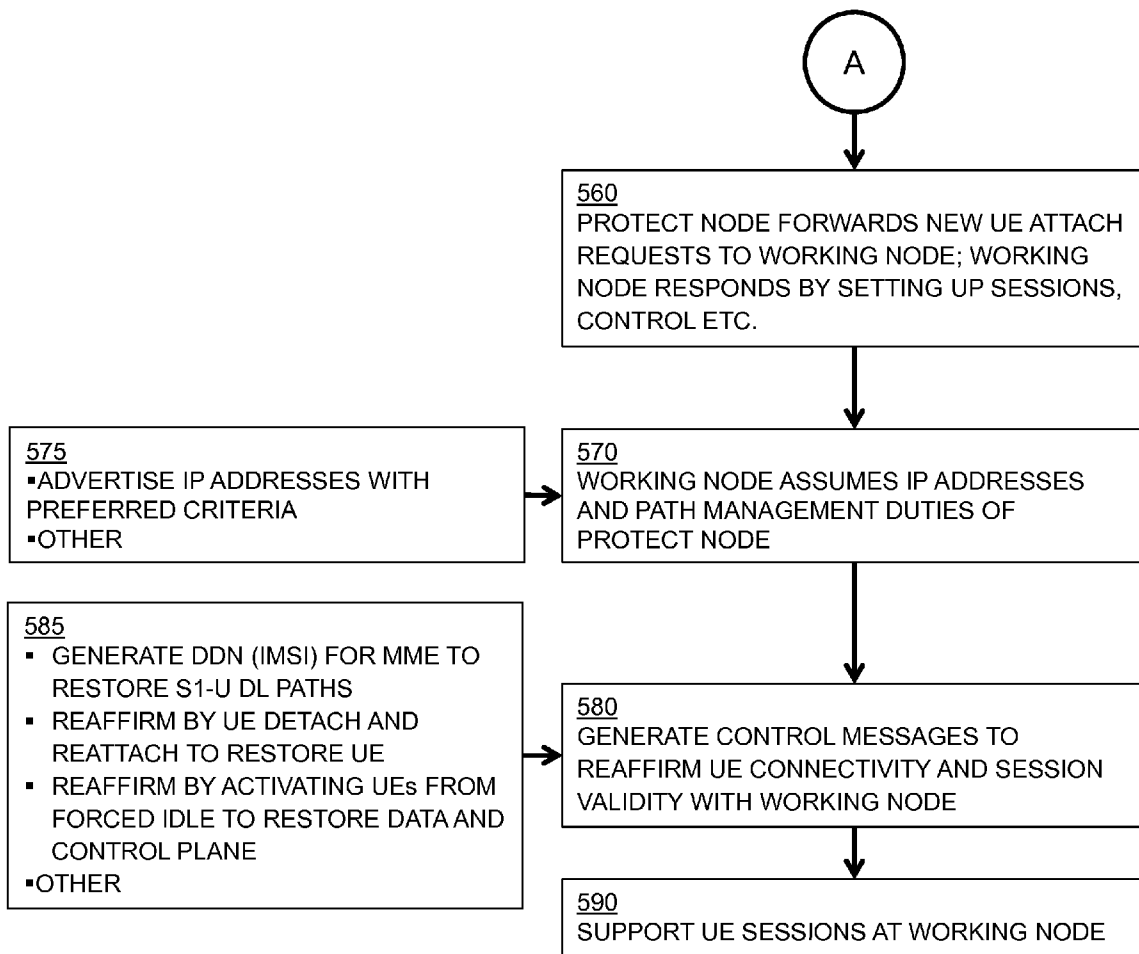 A
560
PROTECT NODE FORWARDS NEW UE ATTACH
REQUESTS TO WORKING NODE; WORKING
NODE RESPONDS BY SETTING UP SESSIONS,
CONTROL ETC.
575
▪ADVERTISE IP ADDRESSES WITH
PREFERRED CRITERIA
▪OTHER
570
WORKING NODE ASSUMES IP ADDRESSES
AND PATH MANAGEMENT DUTIES OF
PROTECT NODE
585
▪ GENERATE DDN (IMSI) FOR MME TO
RESTORE S1-U DL PATHS
▪ REAFFIRM BY UE DETACH AND
REATTACH TO RESTORE UE
▪ REAFFIRM BY ACTIVATING UEs FROM
FORCED IDLE TO RESTORE DATA AND
CONTROL PLANE
▪OTHER
580
GENERATE CONTROL MESSAGES TO
REAFFIRM UE CONNECTIVITY AND SESSION
VALIDITY WITH WORKING NODE
590
SUPPORT UE SESSIONS AT WORKING NODE